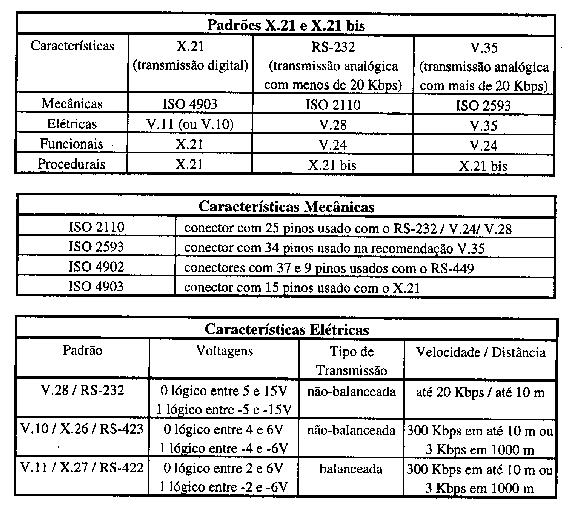 Padrões X.21 e X.21 bis
Características X.21 RS-232 V.35
(transmissão digital) (transmissão analógica (transmissão analógica
com menos de 20 Kbps) com mais de 20 Kbps)
Mecânicas ISO 4903 ISO 2110 ISO 2593
Elétricas V.11 (ou V.10) V.28 V.35
Funcionais X.21 V.24 V.24
Procedurais X.21 X.21 bis X.21 bis
Características Mecânicas
ISO 2110 conector com 25 pinos usado com o RS-232 / V.24/ V.28
ISO 2593 conector com 34 pinos usado na recomendação V.35
ISO 4902 conectores com 37 e 9 pinos usados com o RS-449
ISO 4903 conector com 15 pinos usado com o X.21
Características Elétricas
Padrão Voltagens Tipo de Velocidade / Distância
Transmissão
V.28 / RS-232 0 lógico entre 5 e 15V não-balanceada até 20 Kbps / até 10 m
1 lógico entre -5 e -15V
V.10 / X.26 / RS-423 0 lógico entre 4 e 6V não-balanceada 300 Kbps em até 10 m ou
1 lógico entre -4 e -6V 3 Kbps em 1000 m
V.11 / X.27 / RS-422 0 lógico entre 2 e 6V balanceada 300 Kbps em até 10 m ou
1 lógico entre -2 e -6V 3 Kbps em 1000 m